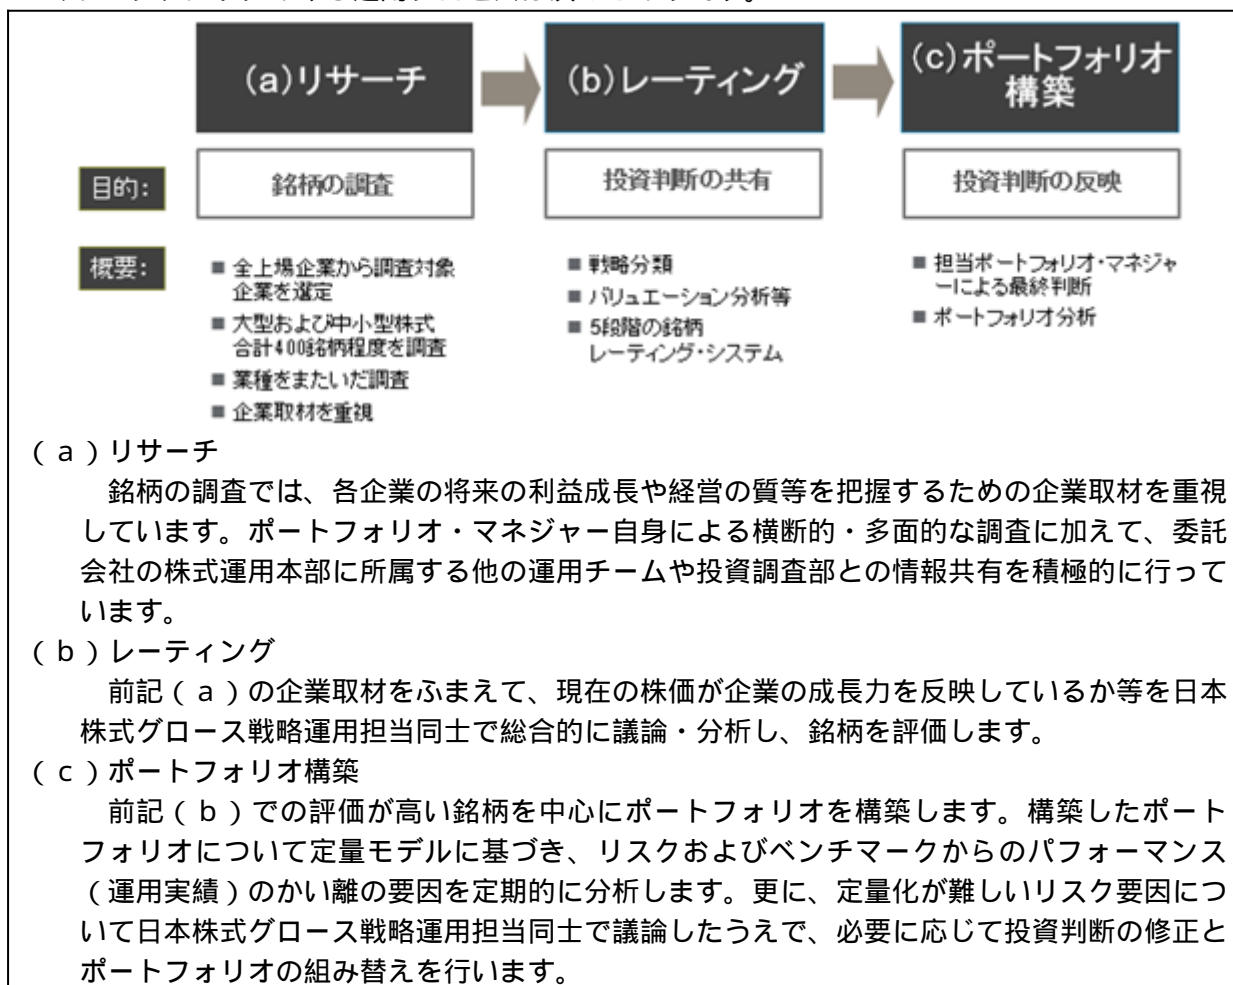 (a)リサーチ
(b)レーティング
(c)ポートフォリオ
構築
目的:
銘柄の調査
投資判断の共有
投資判断の反映
概要:
■ 全上場企業から調査対象
企業を選定
■ 大型および中小型株式
合計400銘柄程度を調査
■ 業種をまたいだ調査
■ 企業取材を重視
■ 戦略分類
■ バリュエーション分析等
■ 5段階の銘柄
レーティング・システム
■ 担当ポートフォリオ・マネジャ
ーによる最終判断
■ ポートフォリオ分析
(a)リサーチ
銘柄の調査では、各企業の将来の利益成長や経営の質等を把握するための企業取材を重視
しています。ポートフォリオ・マネジャー自身による横断的・多面的な調査に加えて、委託
会社の株式運用本部に所属する他の運用チームや投資調査部との情報共有を積極的に行って
います。
(b)レーティング
前記(a)の企業取材をふまえて、現在の株価が企業の成長力を反映しているか等を日本
株式グロース戦略運用担当同士で総合的に議論・分析し、銘柄を評価します。
(c)ポートフォリオ構築
前記(b)での評価が高い銘柄を中心にポートフォリオを構築します。構築したポート
フォリオについて定量モデルに基づき、リスクおよびベンチマークからのパフォーマンス
(運用実績)のかい離の要因を定期的に分析します。更に、定量化が難しいリスク要因につ
いて日本株式グロース戦略運用担当同士で議論したうえで、必要に応じて投資判断の修正と
ポートフォリオの組み替えを行います。